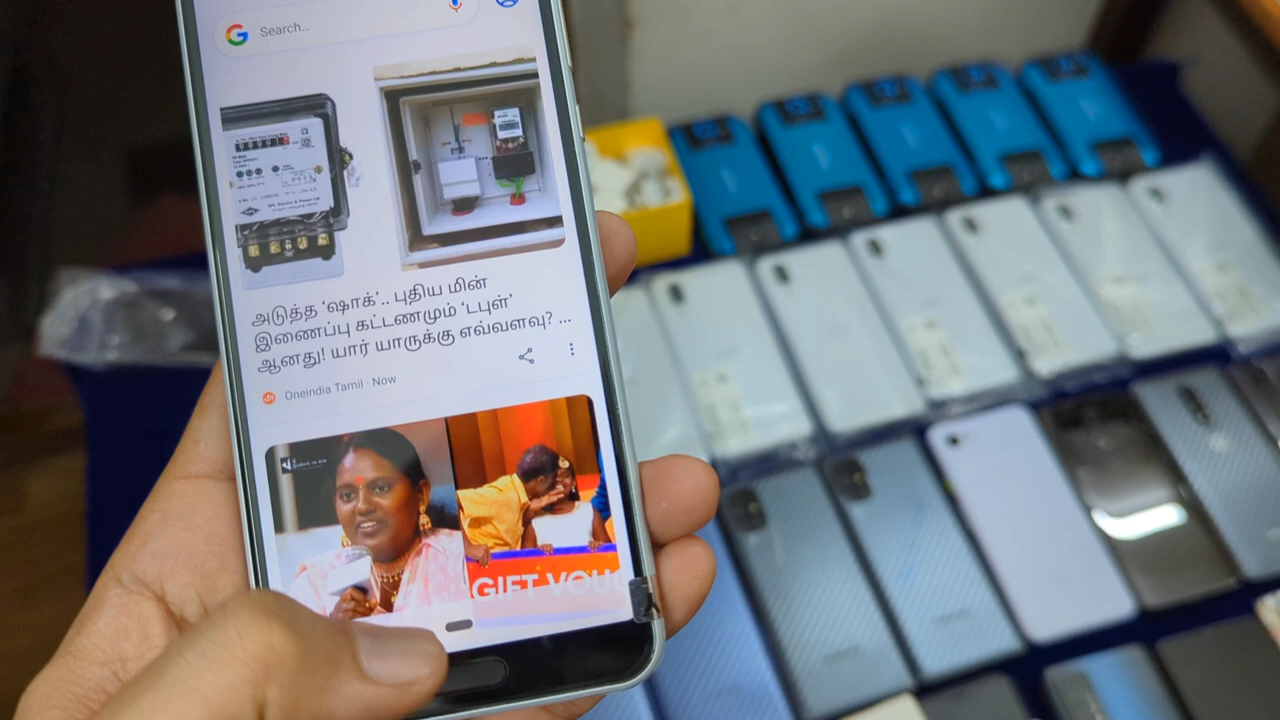 Search...
அடுத்த ‘ஷாக்’.. புதிய மின்
இணைப்பு கட்டணமும் ‘டபுள்’
ஆனது! யார் யாருக்கு எவ்வளவு? ...
Oneindia Tamil · Now
GIFT VOU